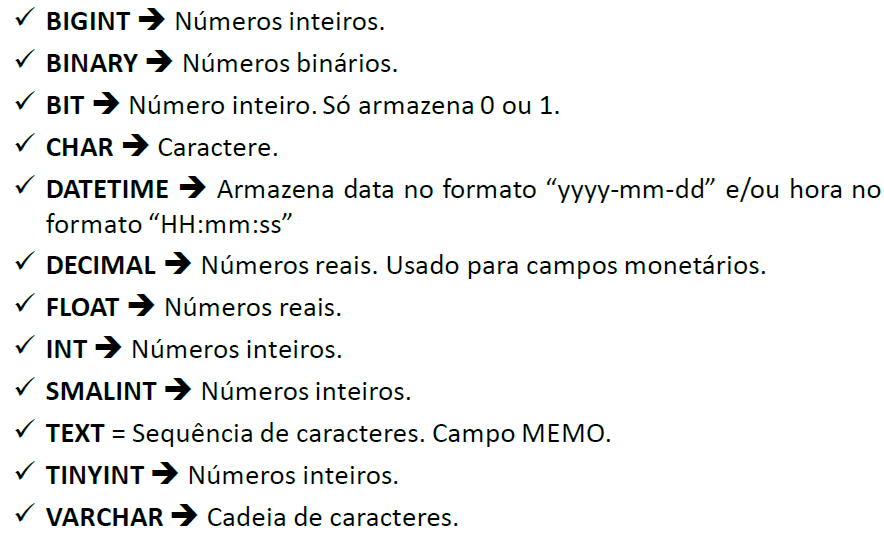 ✓ BIGINT ➔ Números inteiros.
✓ BINARY ➔ Números binários.
✓ BIT ➔ Número inteiro. Só armazena 0 ou 1.
✓ CHAR ➔ Caractere.
✓ DATETIME ➔ Armazena data no formato “yyyy-mm-dd” e/ou hora no
formato “HH:mm:ss”
✓ DECIMAL ➔ Números reais. Usado para campos monetários.
✓ FLOAT ➔ Números reais.
✓ INT ➔ Números inteiros.
✓ SMALINT ➔ Números inteiros.
✓ TEXT = Sequência de caracteres. Campo MEMO.
✓ TINYINT ➔ Números inteiros.
✓ VARCHAR ➔ Cadeia de caracteres.